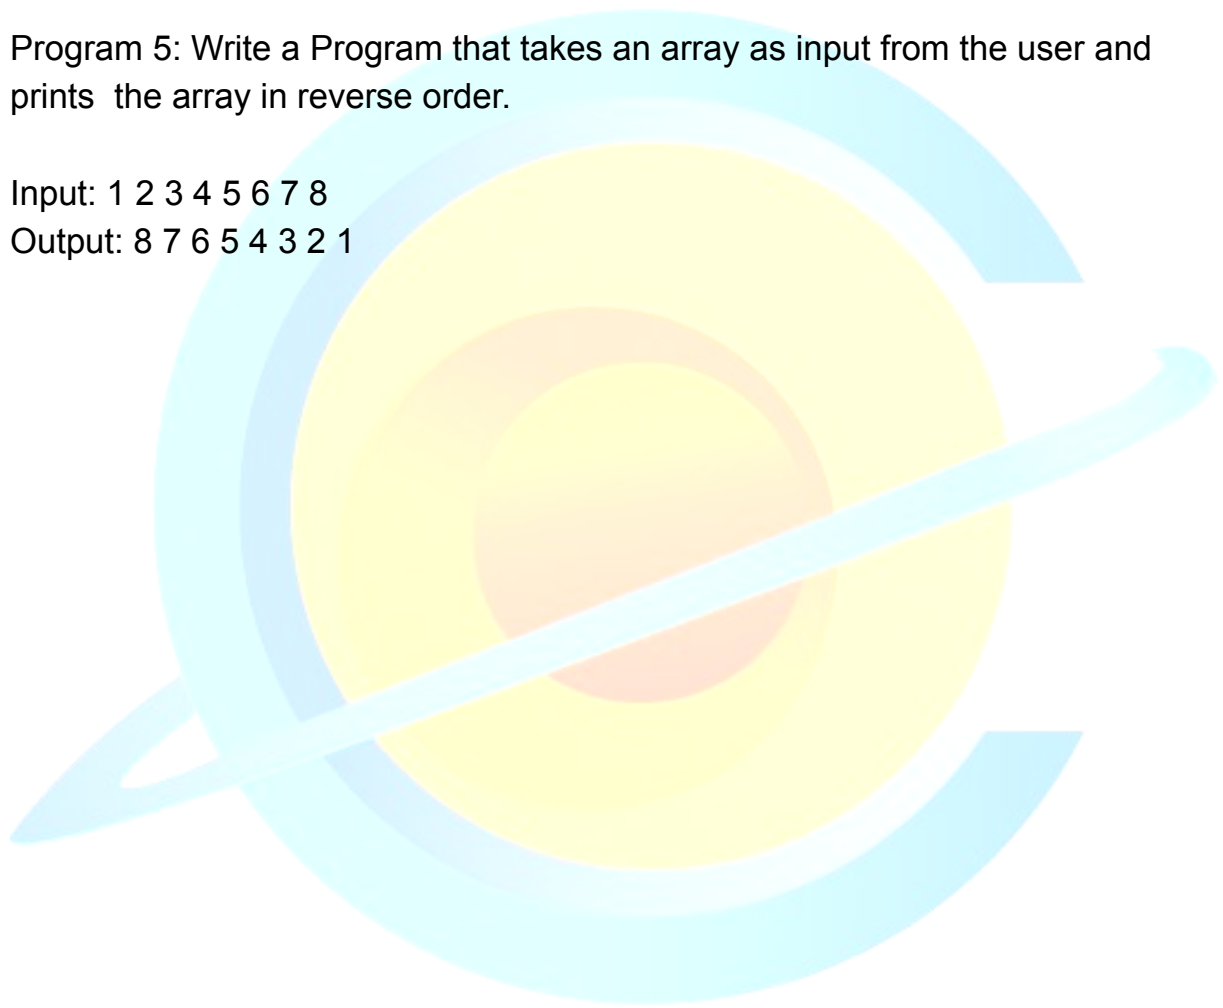 Program 5: Write a Program that takes an array as input from the user and
prints  the array in reverse order.
Input: 1 2 3 4 5 6 7 8
Output: 8 7 6 5 4 3 2 1